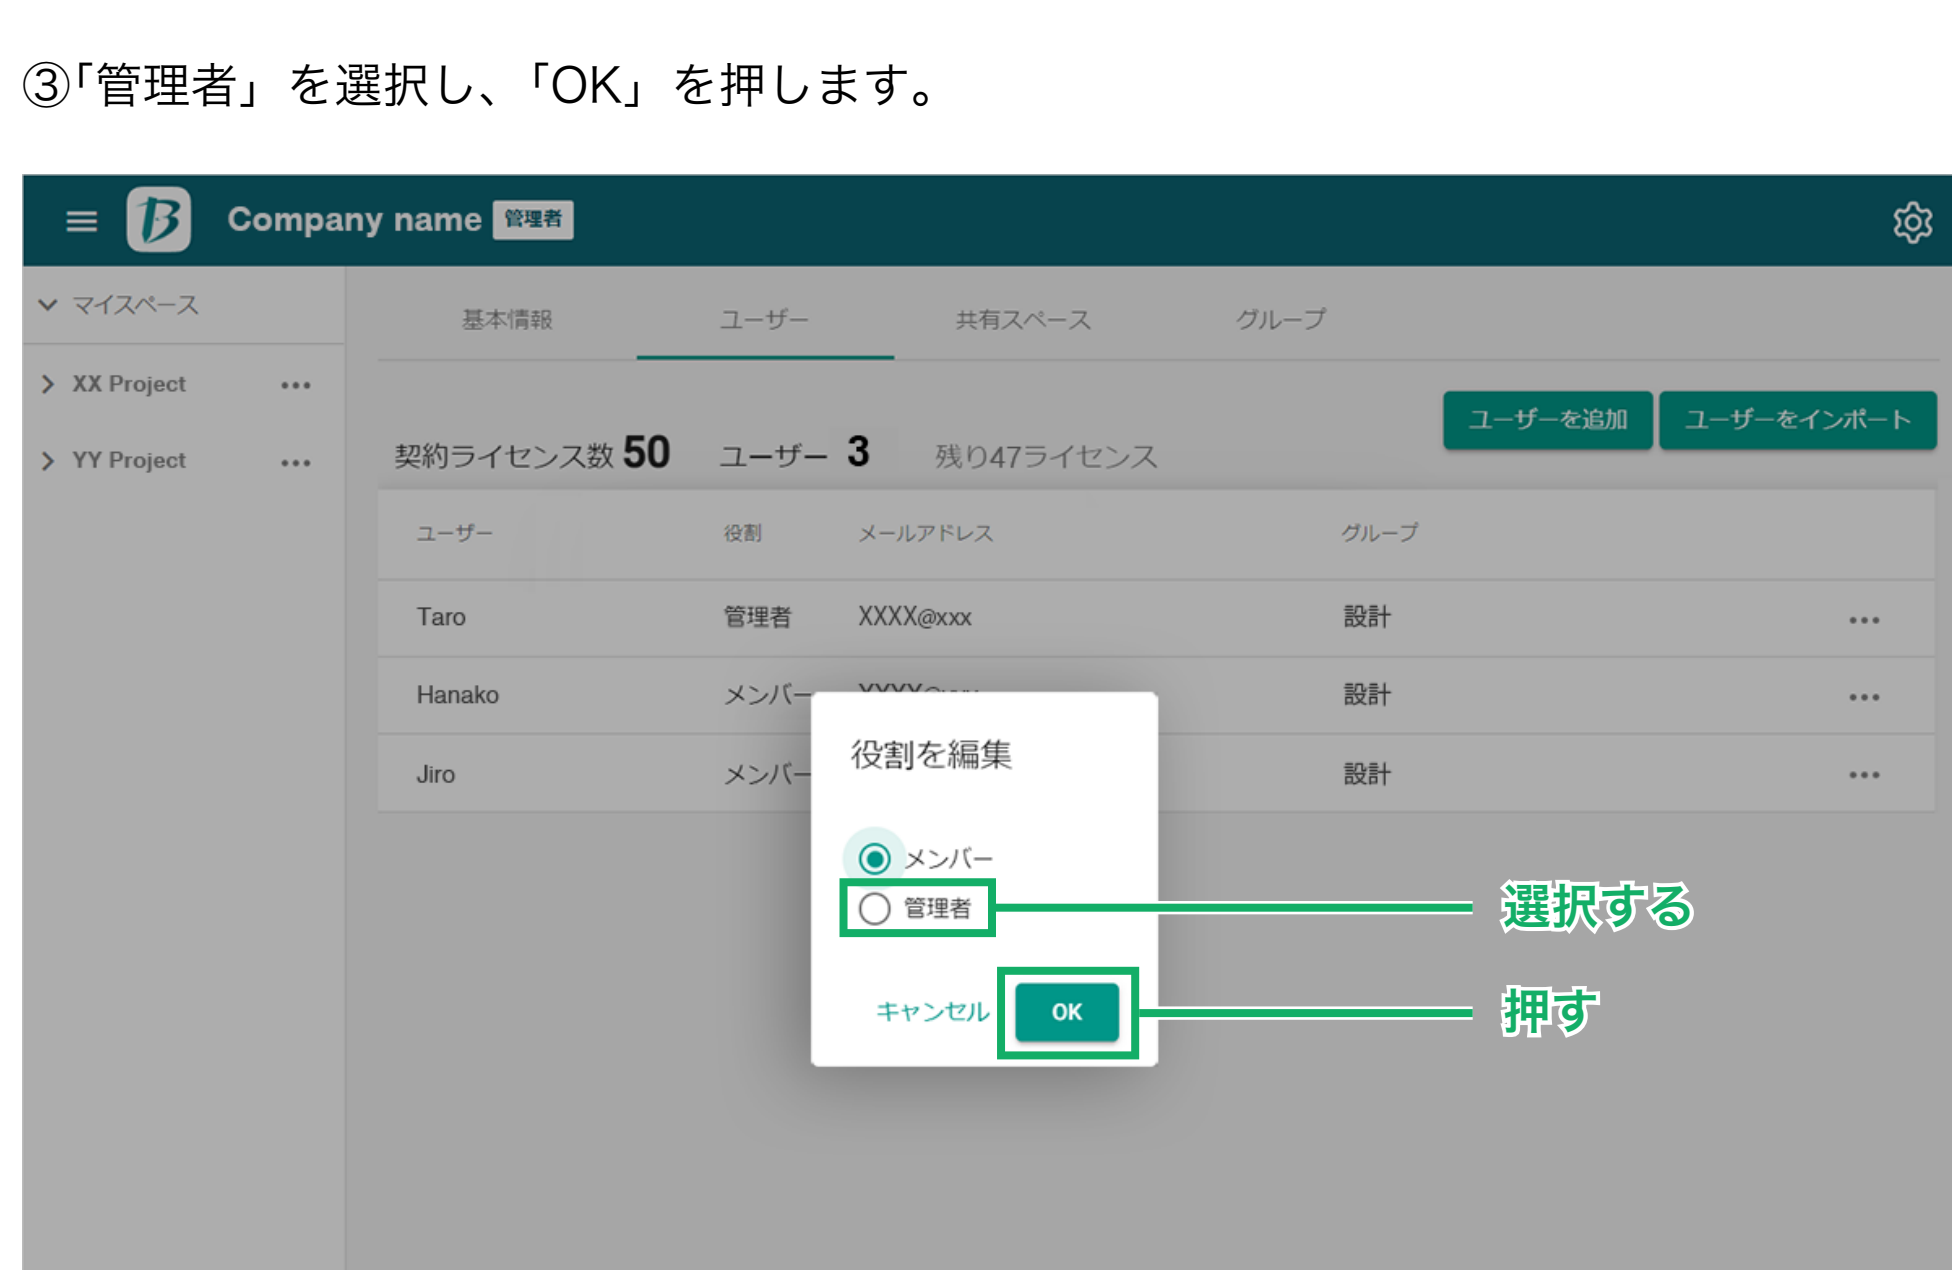 ③「管理者」を選択し、「OK」を押します。
B Company name 管理者
マイスペース
XX Project
YY Project
基本情報 ユーザー 共有スペース グループ
ユーザーを追加 ユーザーをインポート
契約ライセンス数 50 ユーザー 3 残り47ライセンス
ユーザー 役割 メールアドレス グループ
Taro 管理者 XXXX@xxx 設計
Hanako メンバー 設計
Jiro メンバー 設計
役割を編集
メンバー
管理者
選択する
キャンセル OK
押す